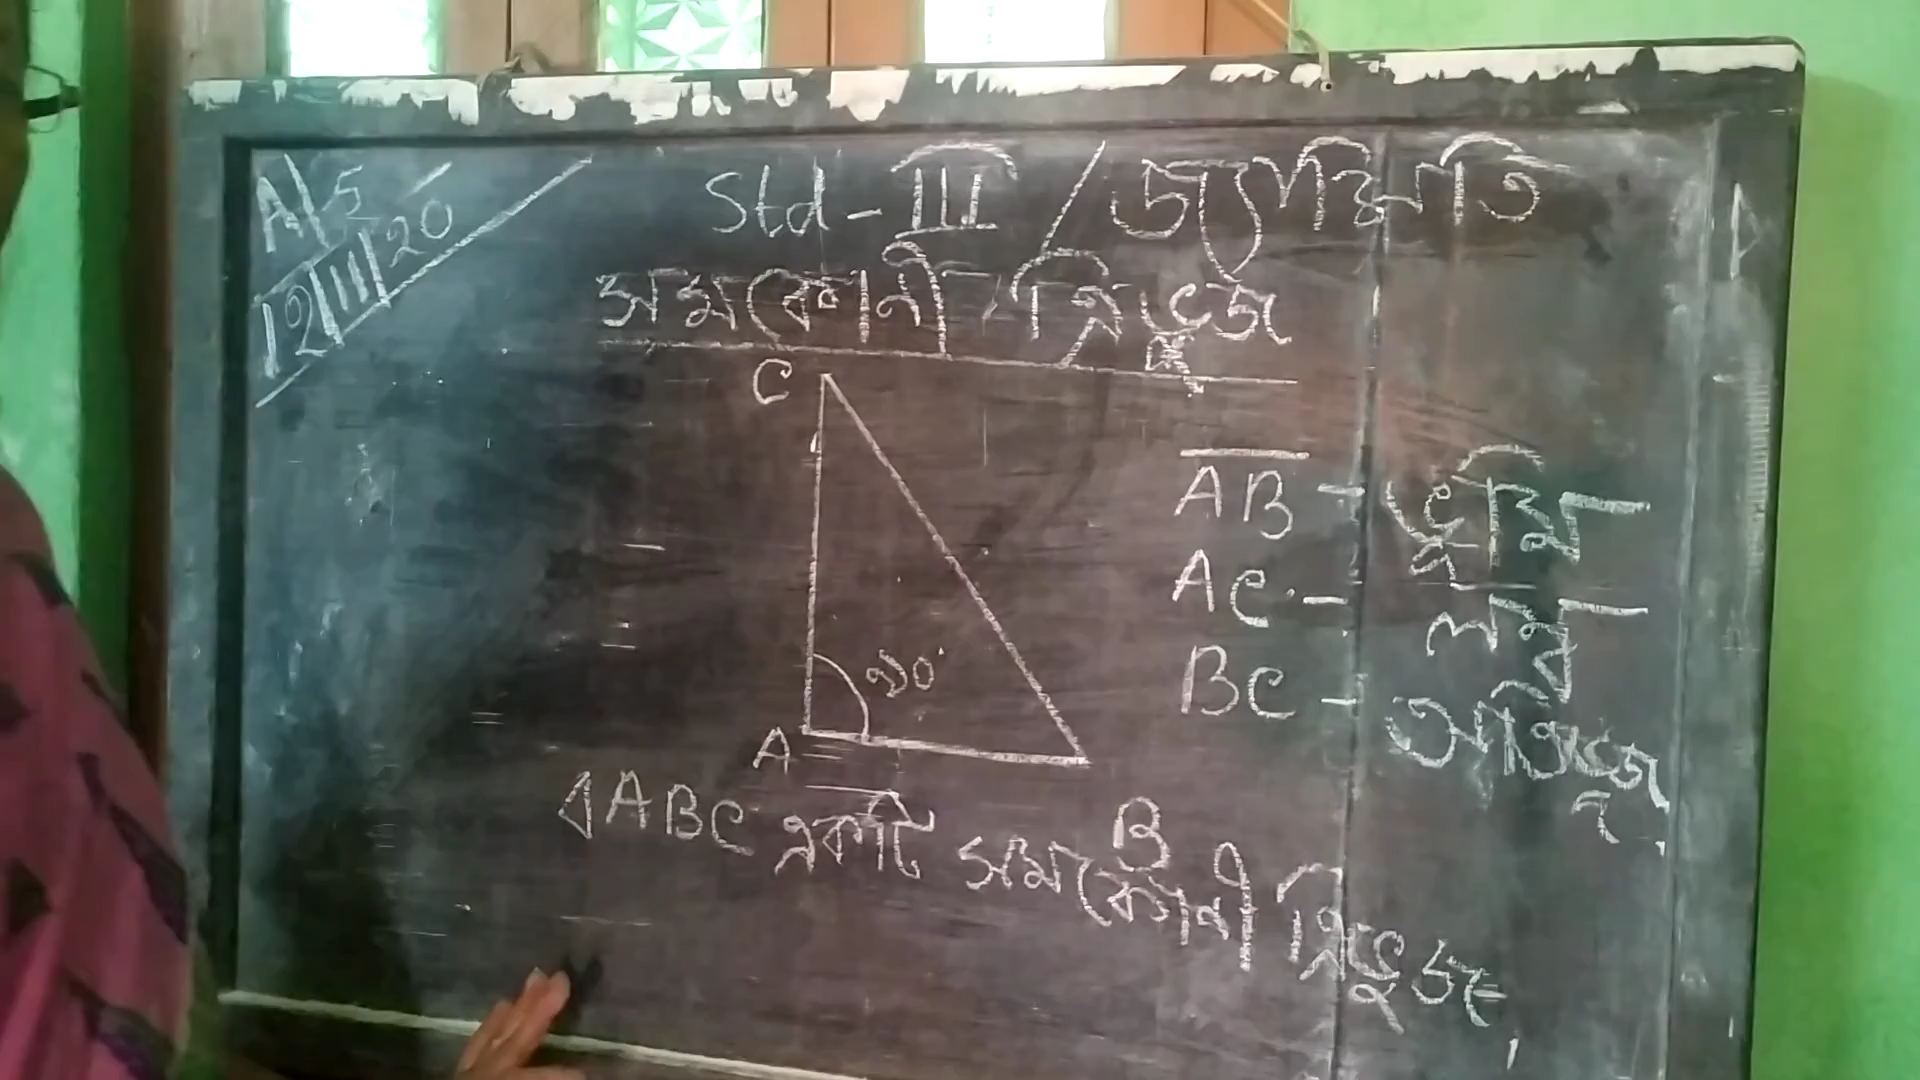 A/5
12/11/20
Std - III / জ্যামিতি
সমকোণী ত্রিভুজ
C
AB - ভূমি
AC - লম্ব
৯০°
BC - অতিভুজ
A
B
ABC একটি সমকোণী ত্রিভুজ